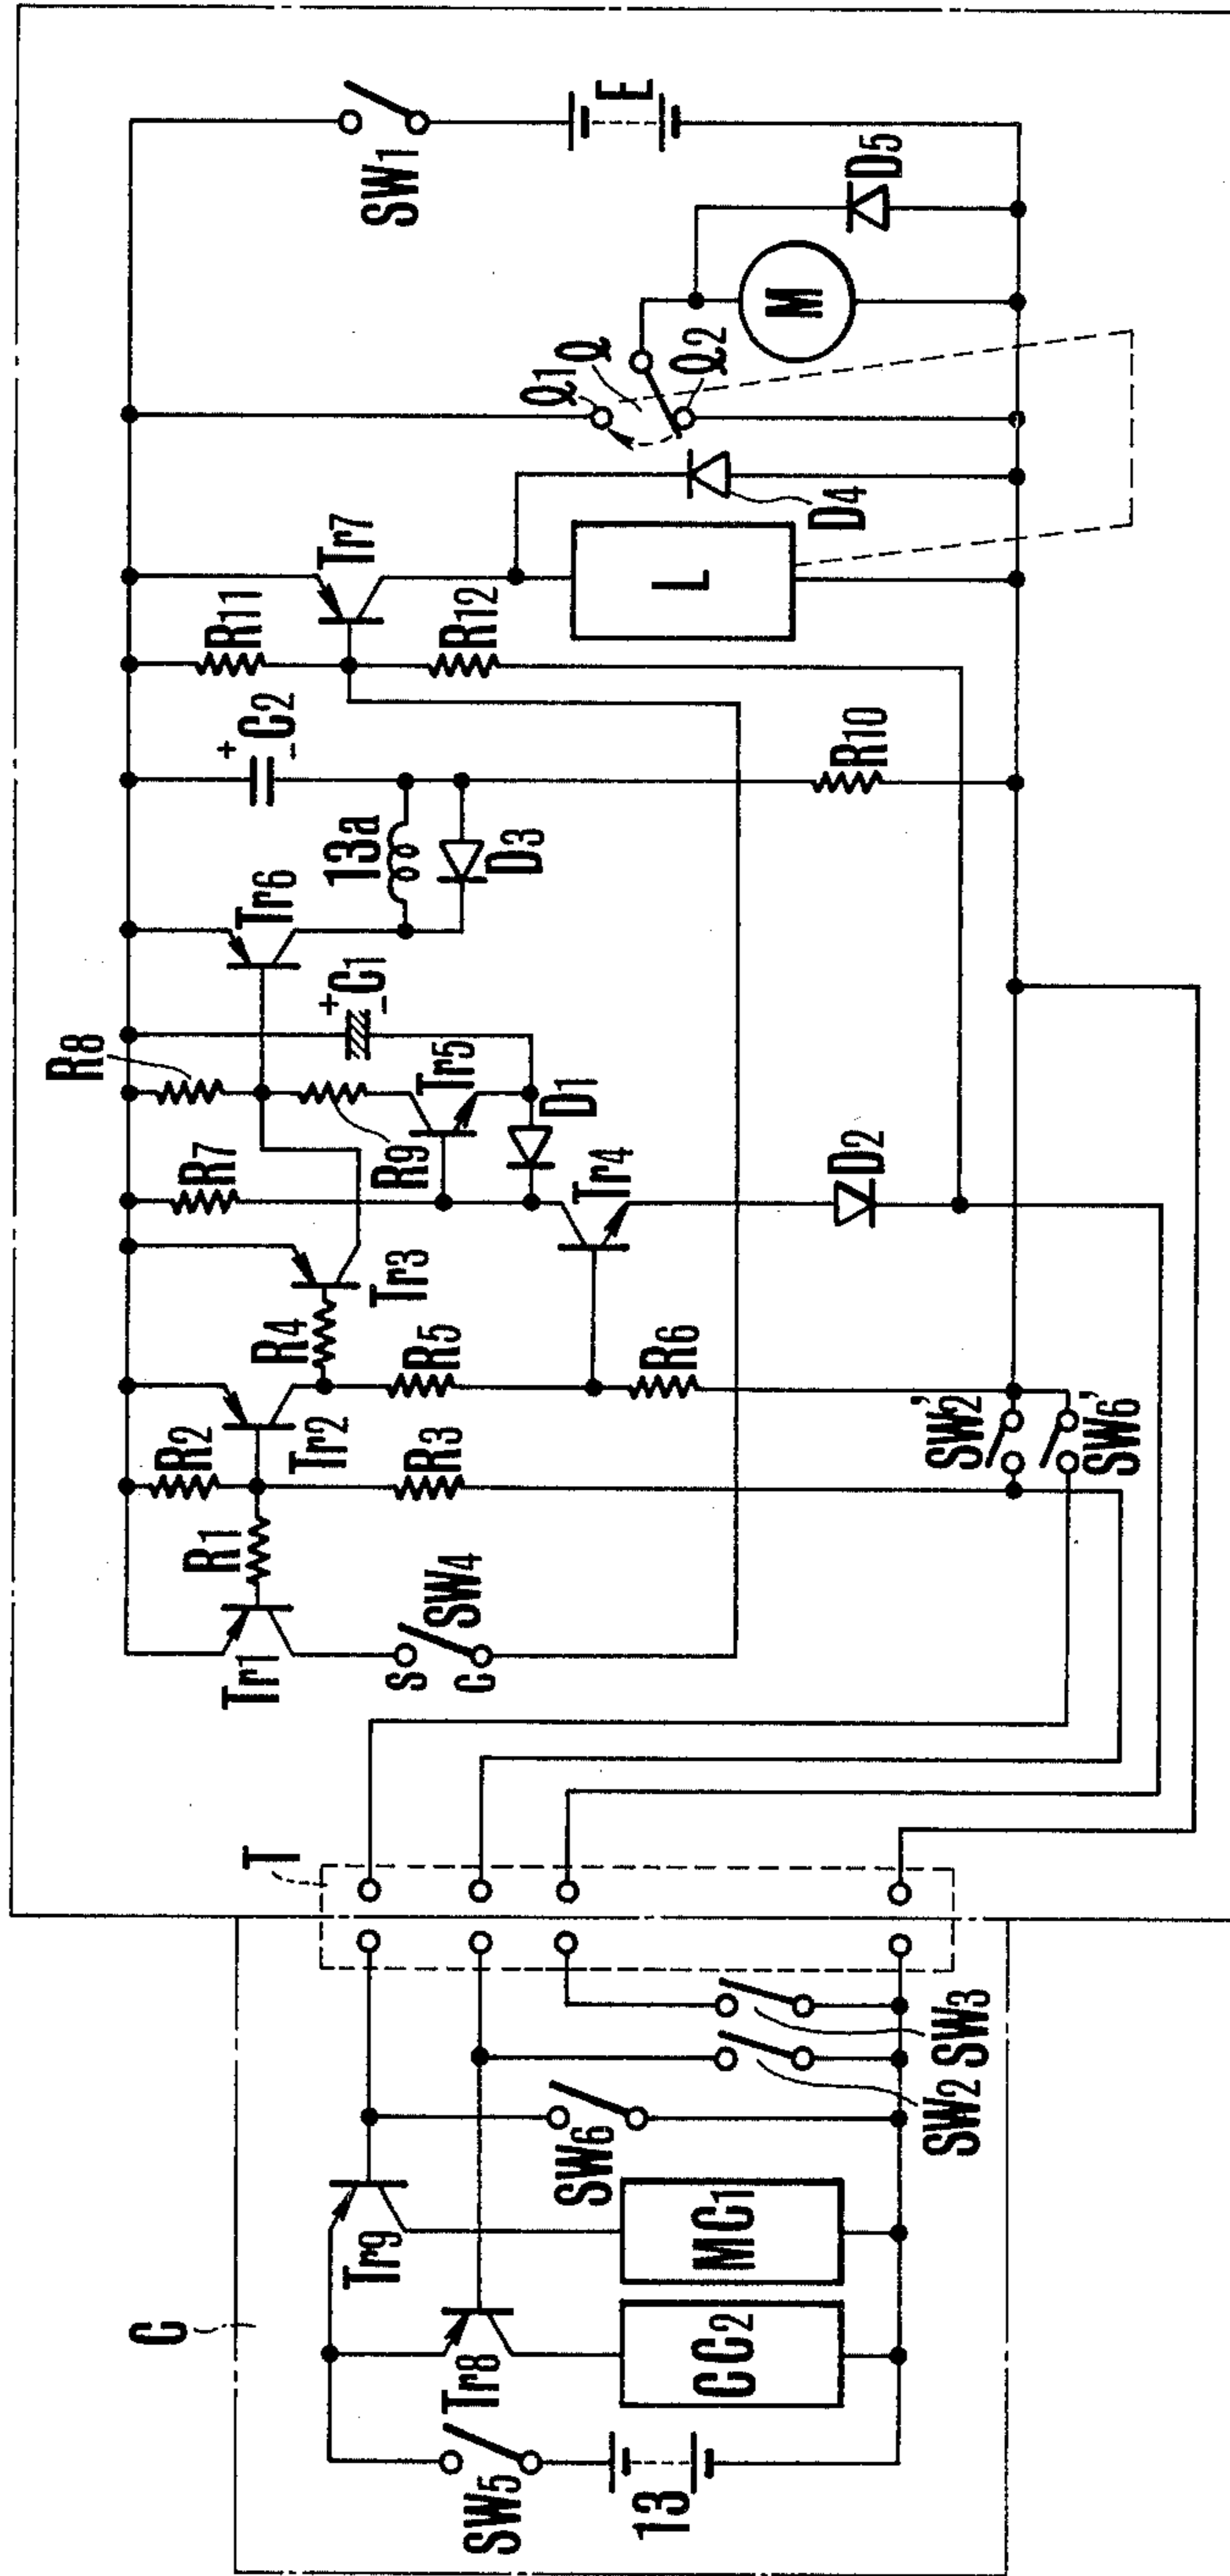 C
SW5
13
Tr8
CC2
Tr9
MC1
SW6
SW2
SW3
T
Tr1
S
C
SW4
R1
R2
Tr2
R3
R4
Tr3
R5
R6
SW2'
SW6'
R7
R8
R9
Tr5
D1
Tr4
D2
+
C1
-
Tr6
13a
D3
+
C2
-
R10
R11
R12
Tr7
L
D4
Q1
Q
Q2
M
D5
SW1
E